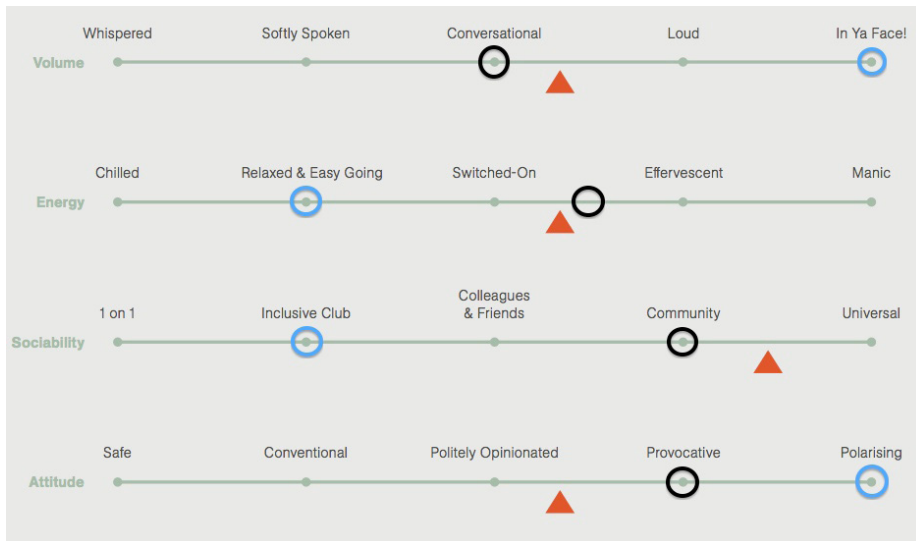 Whispered Softly Spoken Conversational Loud In Ya Face!
Volume
Chilled Relaxed & Easy Going Switched-On Effervescent Manic
Energy
Colleagues
1 on 1 Inclusive Club & Friends Community Universal
Sociability
Safe Conventional Politely Opinionated Provocative Polarising
Attitude